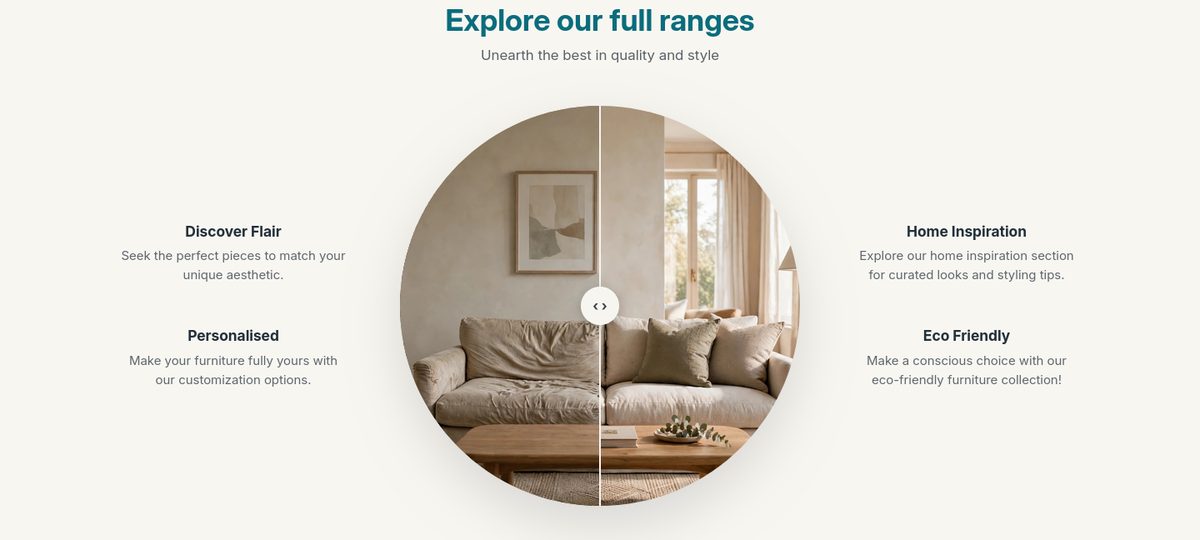 Explore our full ranges
Unearth the best in quality and style
Discover Flair
Seek the perfect pieces to match your
unique aesthetic.
Personalised
Make your furniture fully yours with
our customization options.
Home Inspiration
Explore our home inspiration section
for curated looks and styling tips.
Eco Friendly
Make a conscious choice with our
eco-friendly furniture collection!